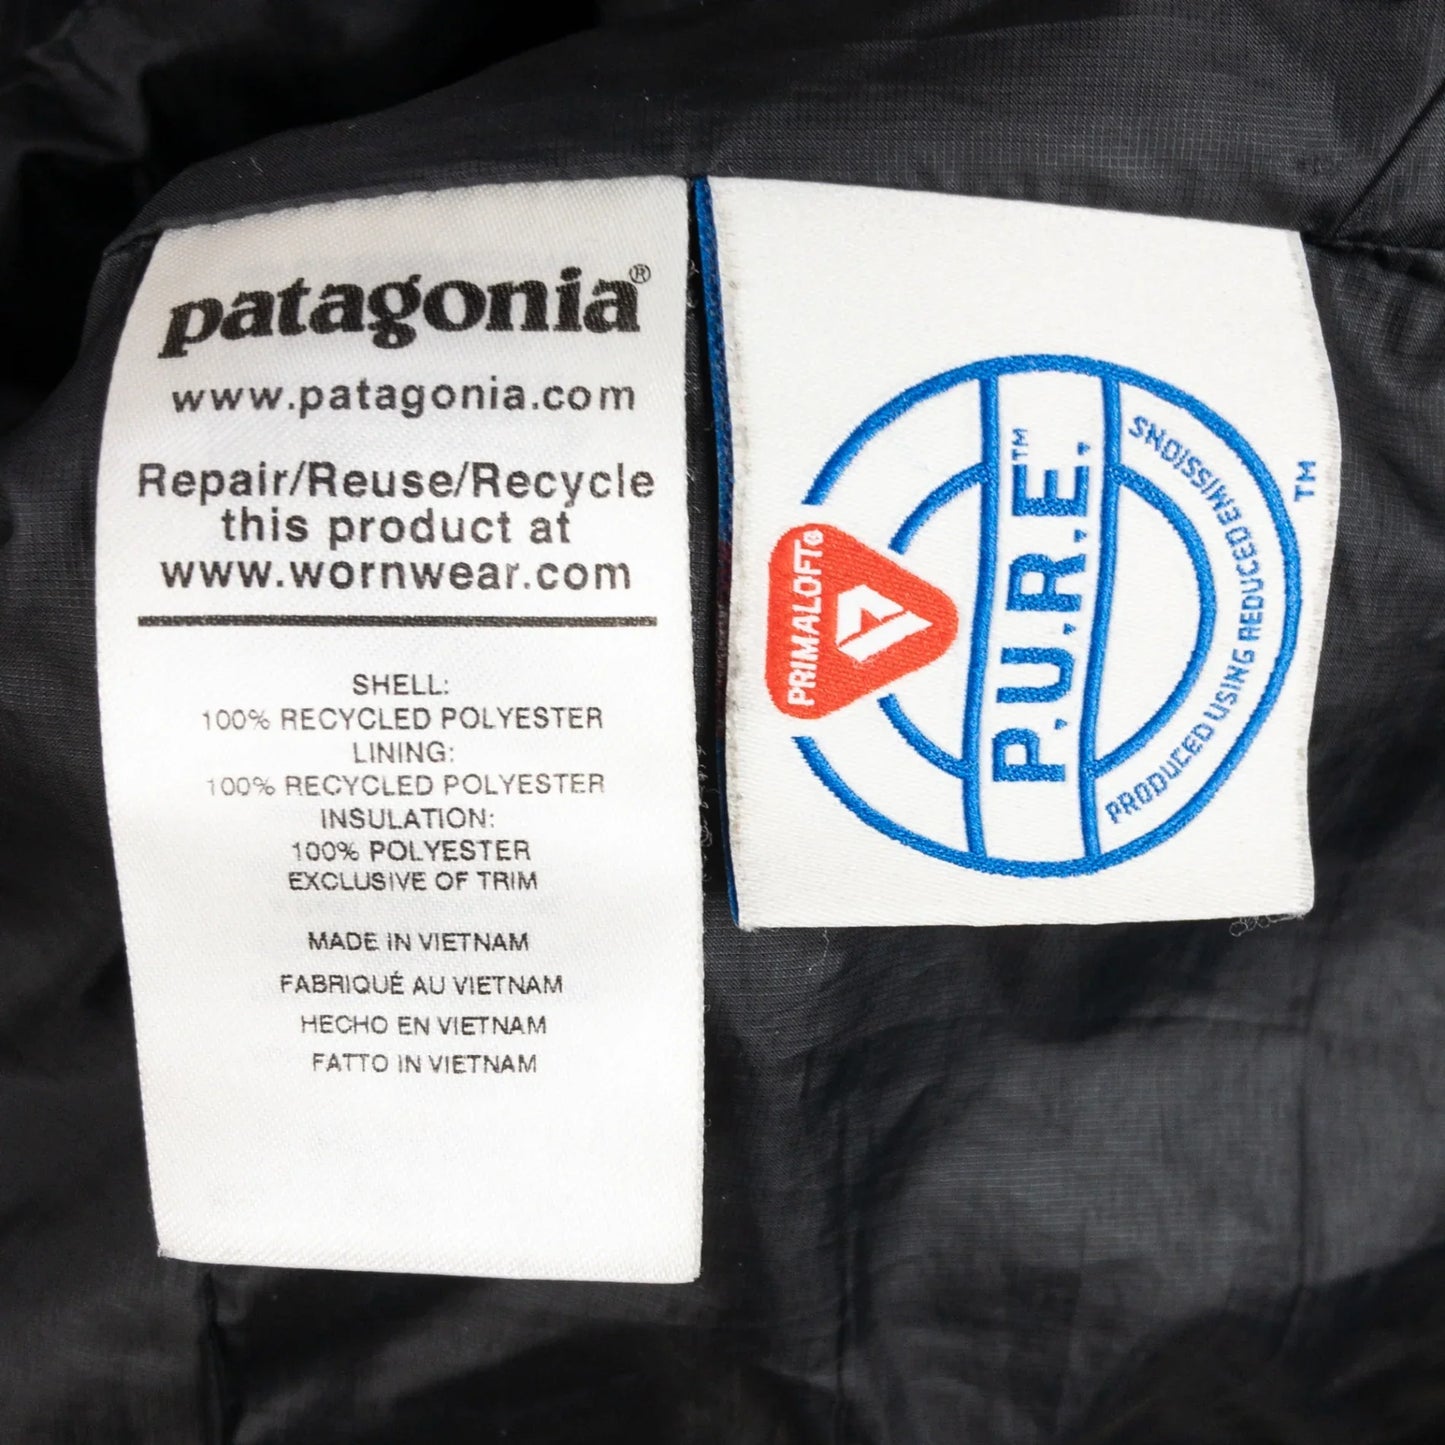 patagonia®
www.patagonia.com
Repair/Reuse/Recycle
this product at
www.wornwear.com
SHELL:
100% RECYCLED POLYESTER
LINING:
100% RECYCLED POLYESTER
INSULATION:
100% POLYESTER
EXCLUSIVE OF TRIM
MADE IN VIETNAM
FABRIQUÉ AU VIETNAM
HECHO EN VIETNAM
FATTO IN VIETNAM
PRIMALOFT®
P.U.R.E.™
PRODUCED USING REDUCED EMISSIONS
™